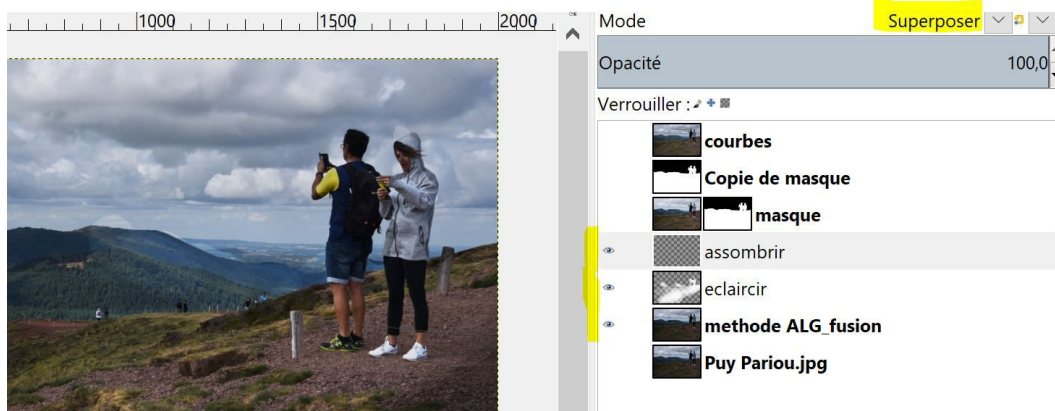 1000 1500 2000
Mode Superposer
Opacité 100,0
Verrouiller :
courbes
Copie de masque
masque
assombrir
eclaircir
methode ALG_fusion
Puy Pariou.jpg